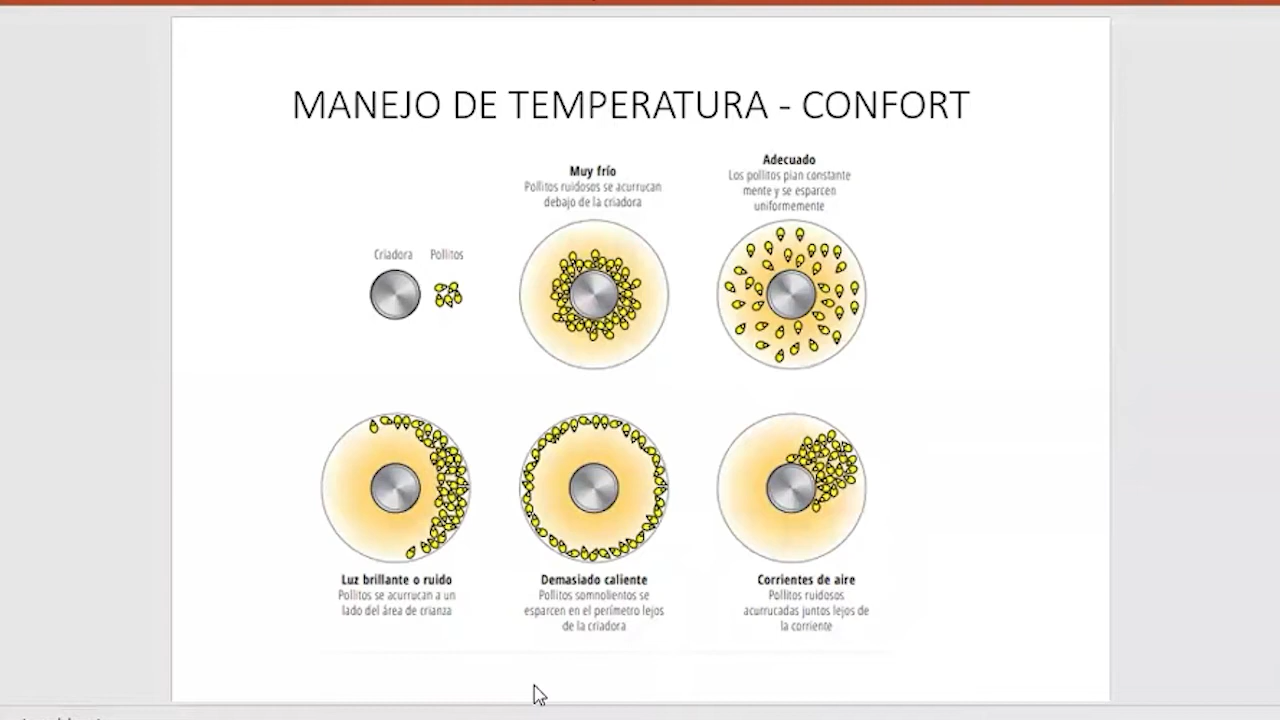 MANEJO DE TEMPERATURA - CONFORT
Muy frío
Pollitos ruidosos se acurrucan
debajo de la criadora
Adecuado
Los pollitos pian constante
mente y se esparcen
uniformemente
Criadora
Pollitos
Luz brillante o ruido
Pollitos se acurrucan a un
lado del área de crianza
Demasiado caliente
Pollitos somnolientos se
esparcen en el perímetro lejos
de la criadora
Corrientes de aire
Pollitos ruidosos
acurrucadas juntos lejos de
la corriente